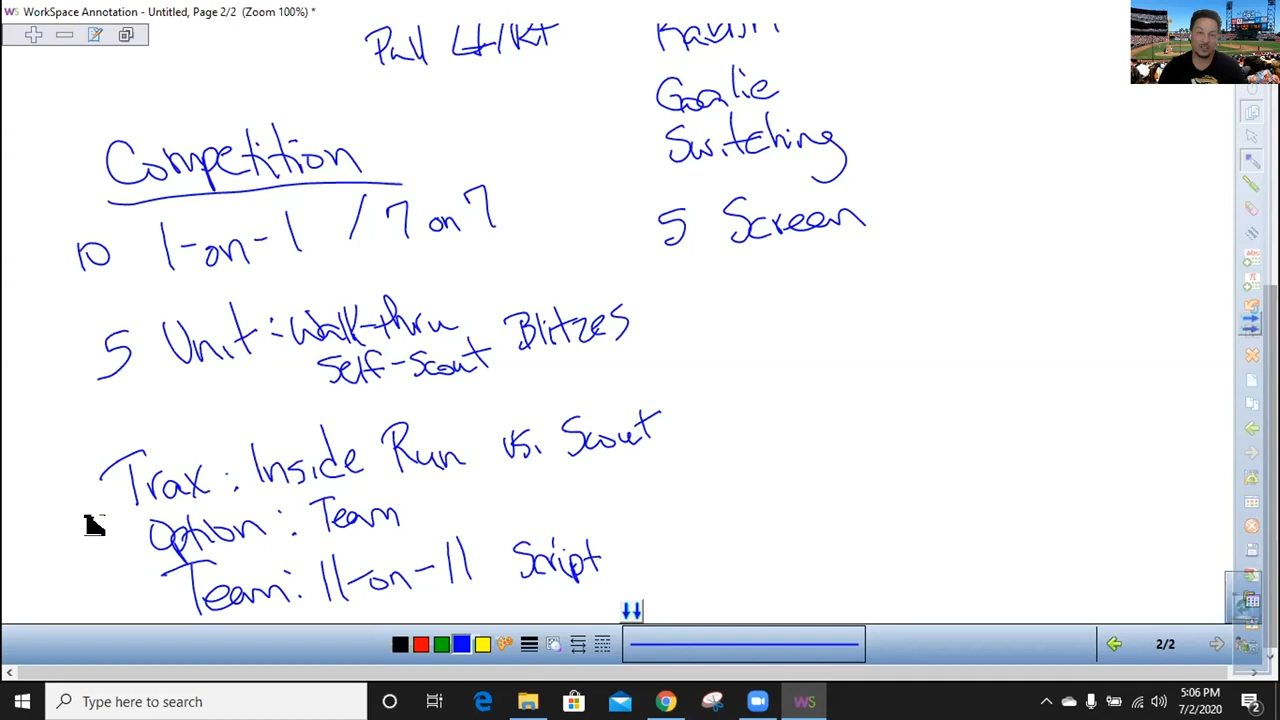 WorkSpace Annotation - Untitled, Page 2/2 (Zoom 100%) *
Goalie
Switching
Competition
10 1-on-1 / 7 on 7
5 Screen
5 Unit: Walk-thru Blitzes
Self-Scout
Trax: Inside Run vs. Scout
Option: Team
Team: 11-on-11 Script
2/2
Type here to search
WS
5:06 PM
7/2/2020
2